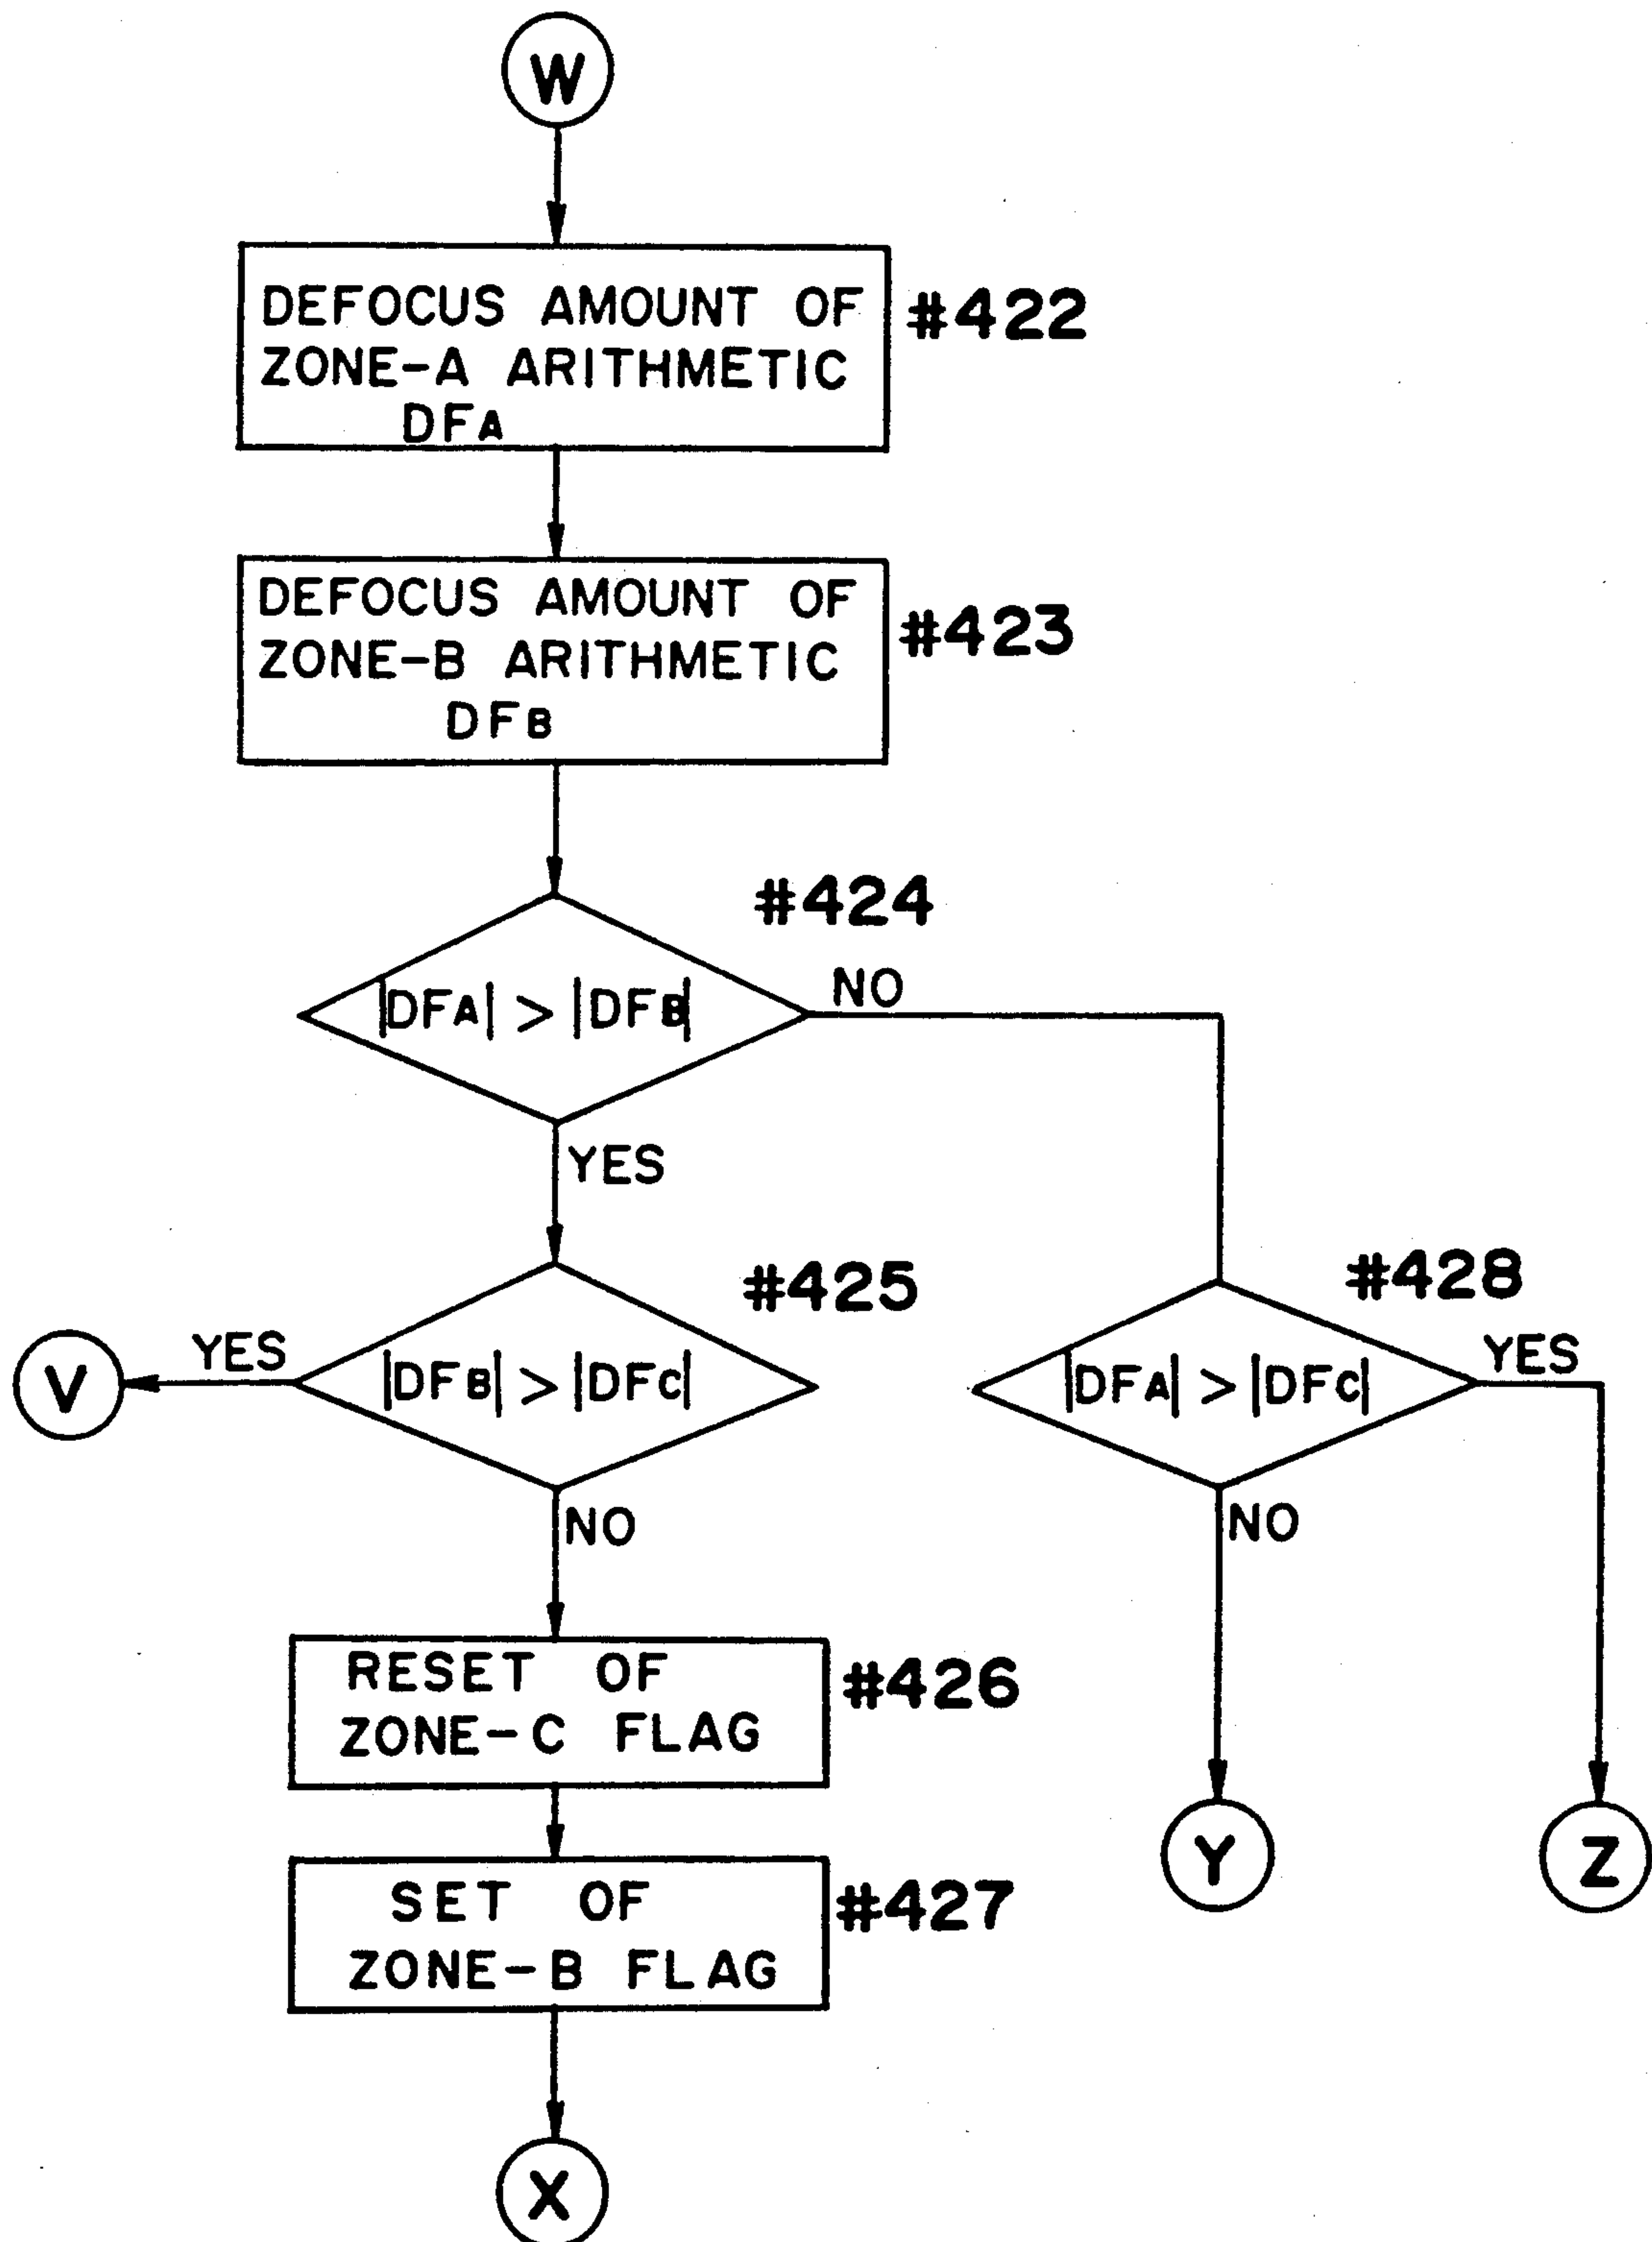 W
DEFOCUS AMOUNT OF
ZONE-A ARITHMETIC
DFA
#422
DEFOCUS AMOUNT OF
ZONE-B ARITHMETIC
DFB
#423
#424
|DFA| > |DFB|
NO
YES
#425
|DFB| > |DFC|
YES
V
NO
#428
|DFA| > |DFC|
YES
NO
RESET OF
ZONE-C FLAG
#426
SET OF
ZONE-B FLAG
#427
Y
Z
X